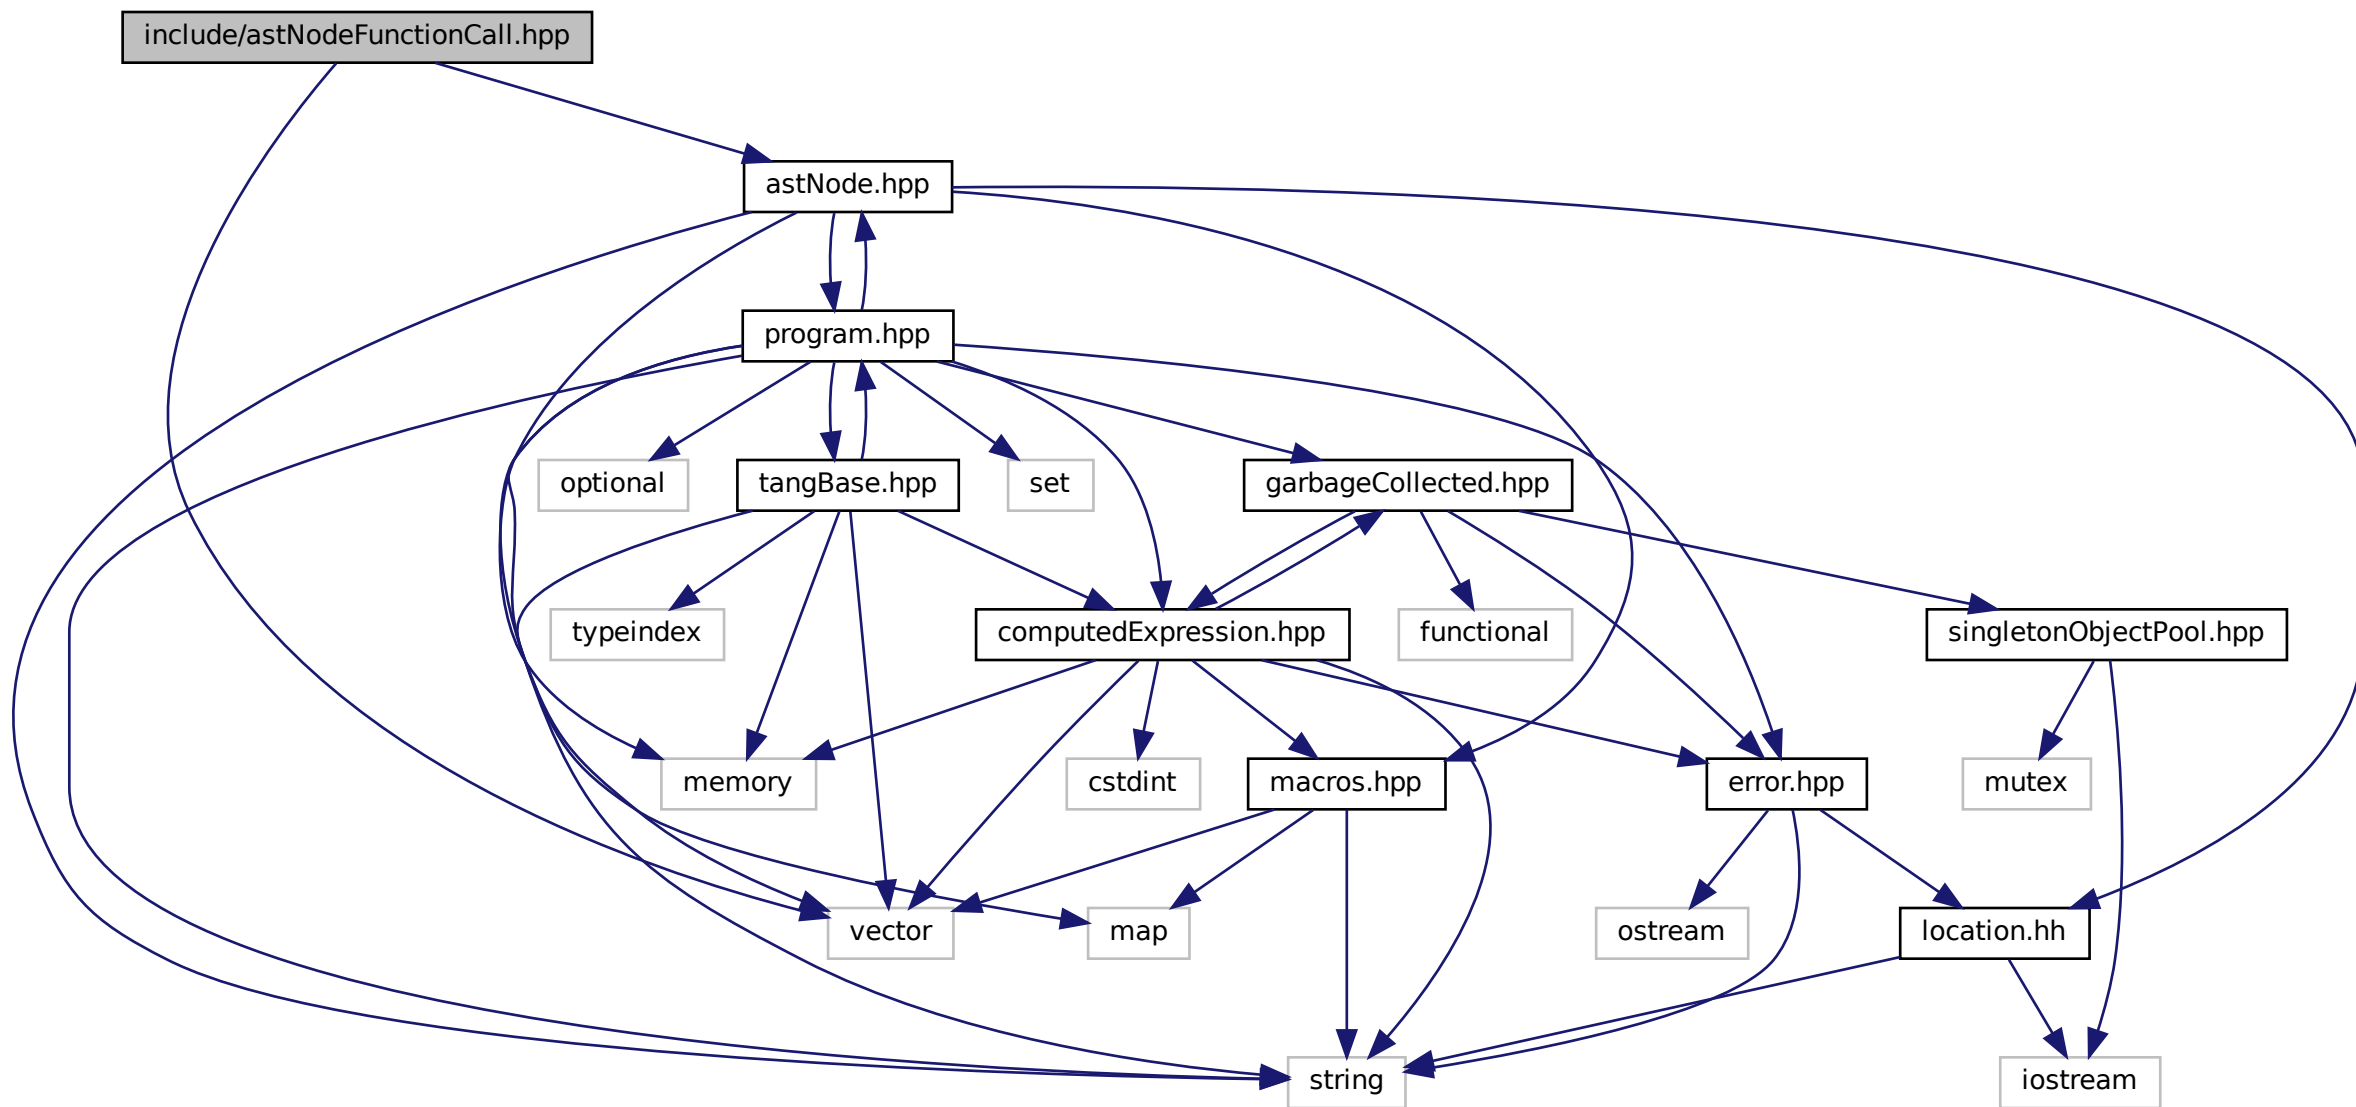 include/astNodeFunctionCall.hpp
astNode.hpp
program.hpp
optional
tangBase.hpp
set
garbageCollected.hpp
typeindex
computedExpression.hpp
functional
singletonObjectPool.hpp
memory
cstdint
macros.hpp
error.hpp
mutex
vector
map
ostream
location.hh
string
iostream